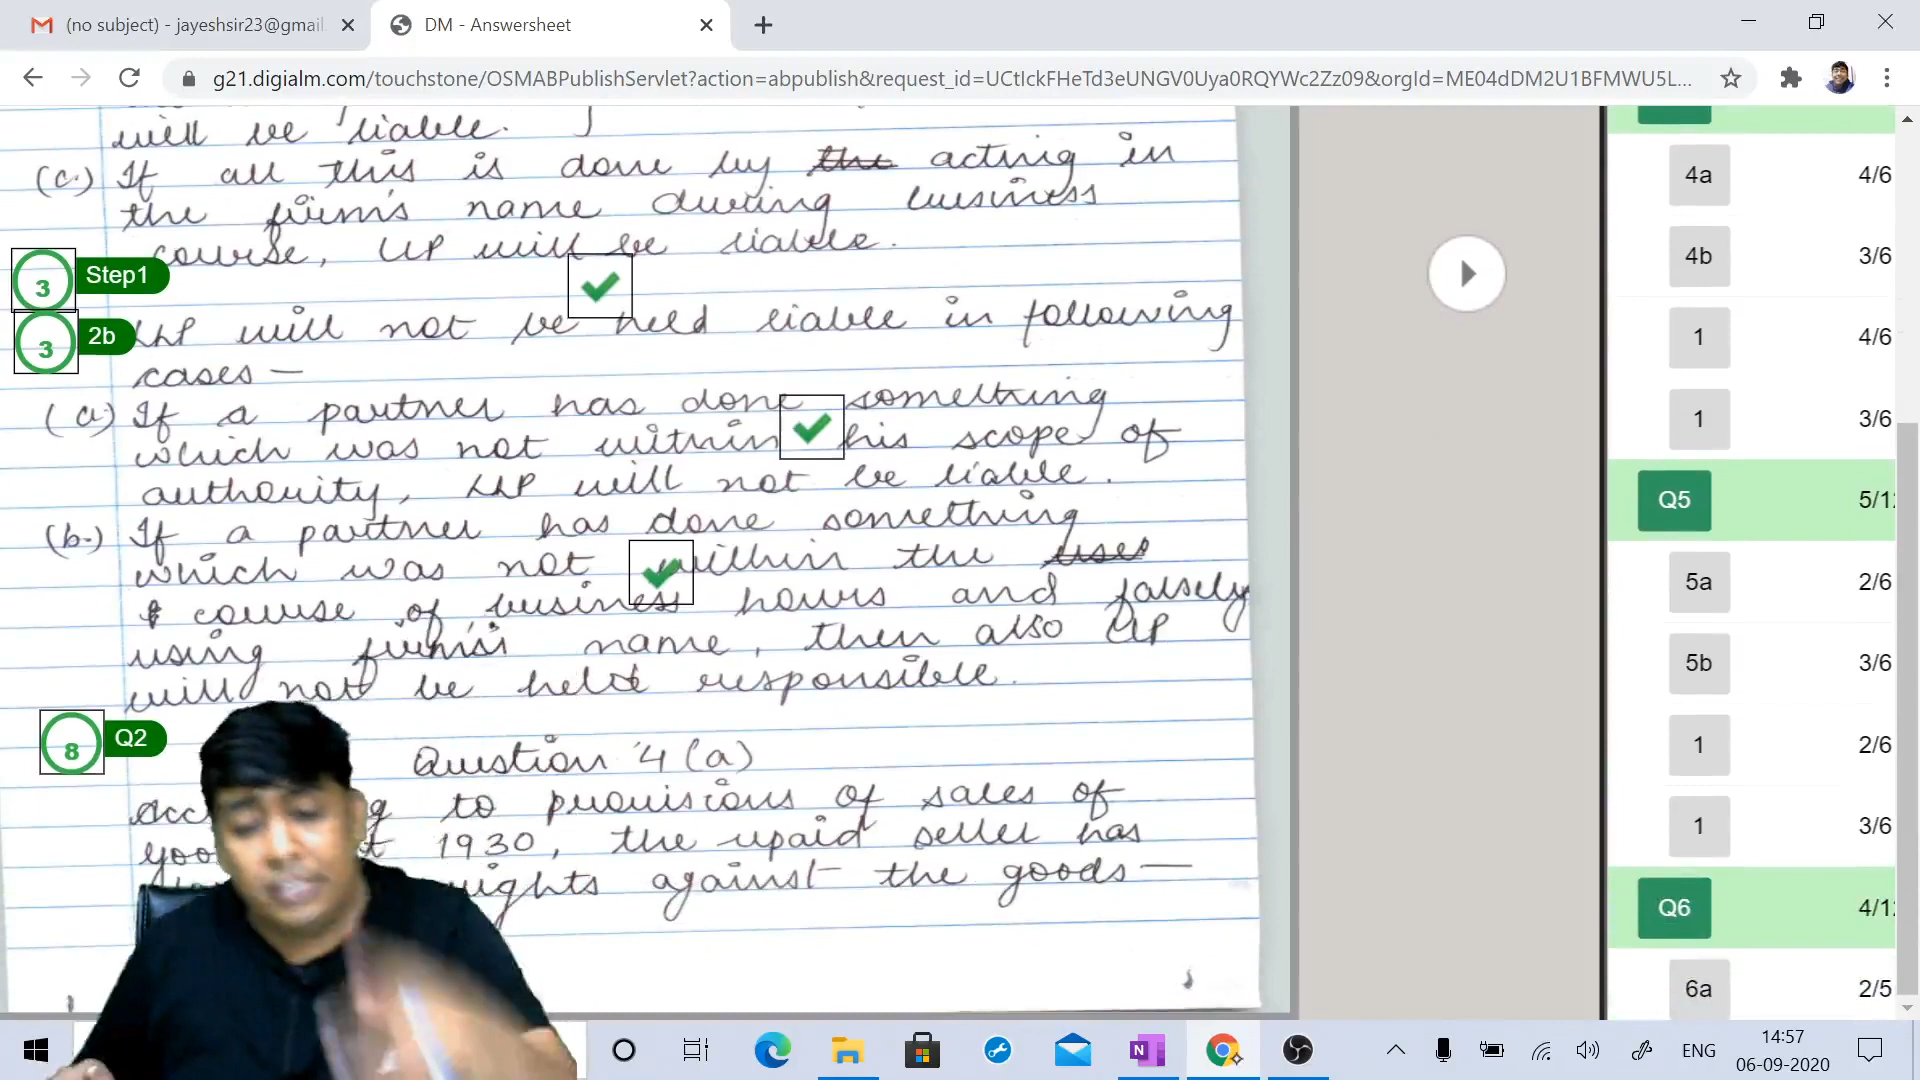 (no subject) - jayeshsir23@gmail
DM - Answersheet
g21.digialm.com/touchstone/OSMABPublishServlet?action=abpublish&request_id=UCtIckFHeTd3eUNGV0Uya0RQYWc2Zz09&orgId=ME04dDM2U1BFMWU5L...
will be liable.
(c.) If all this is done by the acting in
the firm's name during business
course, LLP will be liable.
3 Step1
3 2b
LLP will not be held liable in following
cases —
(a.) If a partner has done something
which was not within his scope of
authority, LLP will not be liable.
(b.) If a partner has done something
which was not within the
course of business hours and falsely
using firm's name, then also LLP
will not be held responsible.
8 Q2
Question 4 (a)
to provisions of sales of
1930, the upaid seller has
rights against the goods —
4a 4/6
4b 3/6
1 4/6
1 3/6
Q5 5/1
5a 2/6
5b 3/6
1 2/6
1 3/6
Q6 4/1
6a 2/5
ENG
14:57
06-09-2020